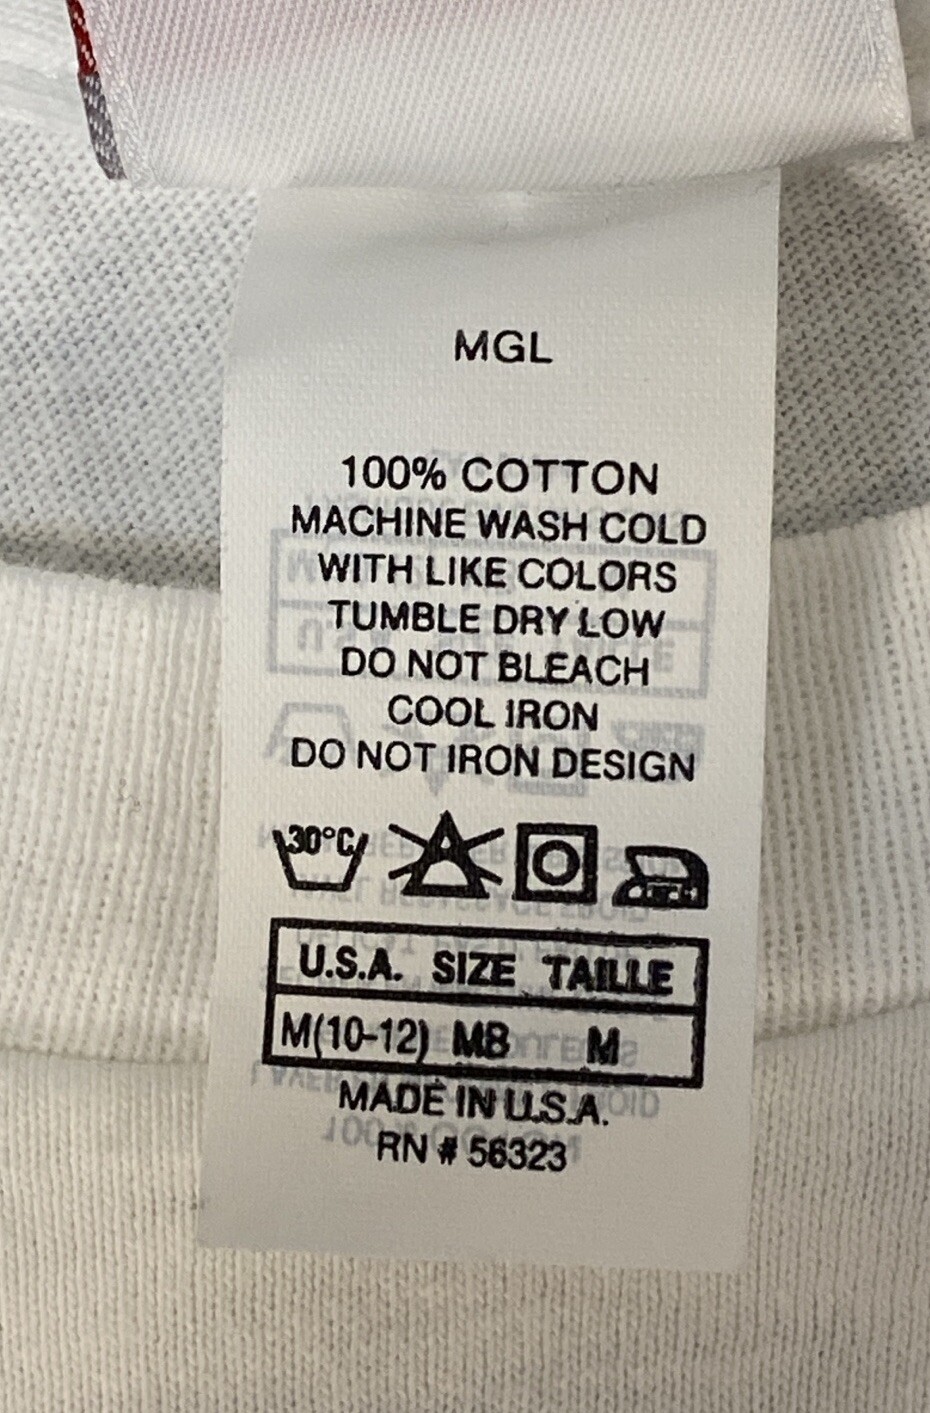 MGL
100% COTTON
MACHINE WASH COLD
WITH LIKE COLORS
TUMBLE DRY LOW
DO NOT BLEACH
COOL IRON
DO NOT IRON DESIGN
30°C
U.S.A. SIZE TAILLE
M(10-12) MB M
MADE IN U.S.A.
RN # 56323